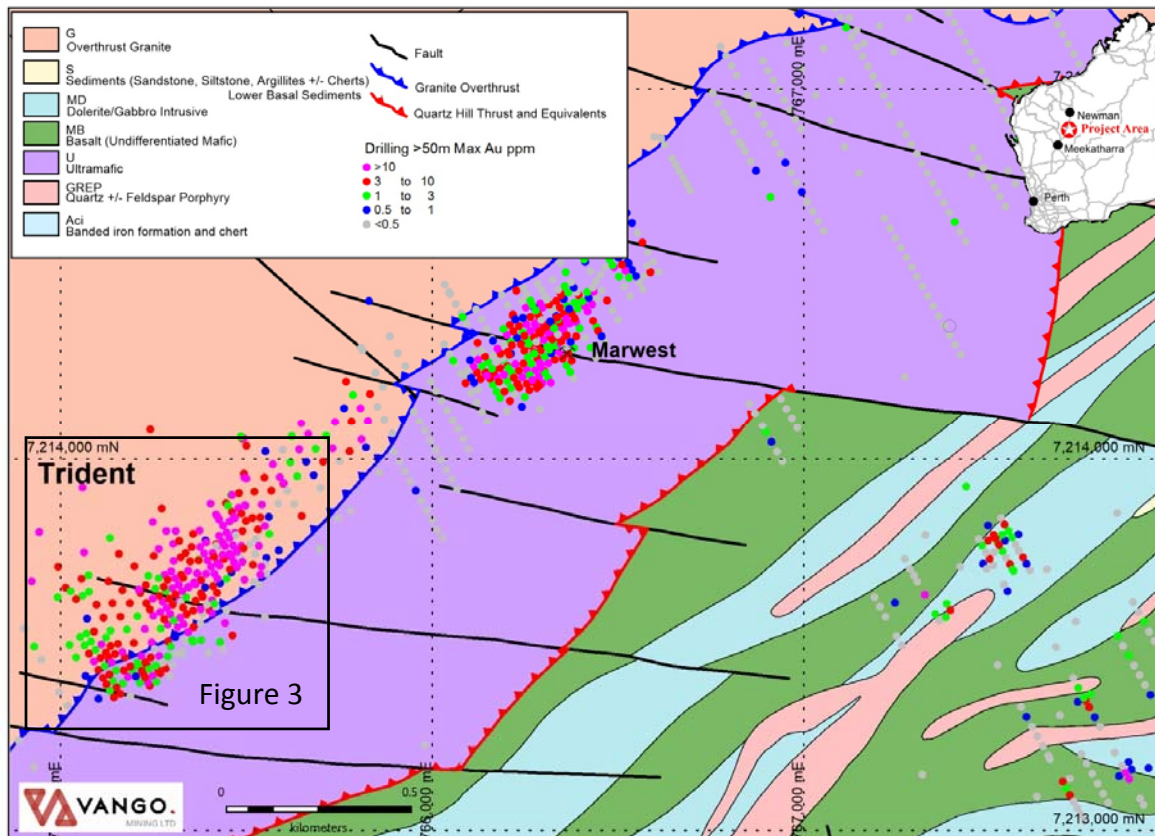 G
Overthrust Granite
S
Sediments (Sandstone, Siltstone, Argillites +/- Cherts)
Lower Basal Sediments
MD
Dolerite/Gabbro Intrusive
MB
Basalt (Undifferentiated Mafic)
U
Ultramafic
GREP
Quartz +/- Feldspar Porphyry
Aci
Banded iron formation and chert
Fault
Granite Overthrust
Quartz Hill Thrust and Equivalents
Drilling >50m Max Au ppm
>10
3 to 10
1 to 3
0.5 to 1
<0.5
767,000 mE
Newman
Project Area
Meekatharra
Perth
Marwest
7,214,000 mN
7,214,000 mN
Trident
Figure 3
mE
767,000 mE
7,213,000 mN
VANGO.
MINING LTD
0 0.5
kilometers